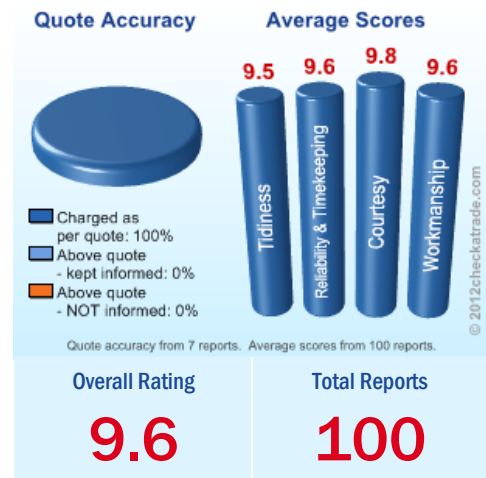 Quote Accuracy
Average Scores
9.5
9.6
9.8
9.6
Tidiness
Reliability & Timekeeping
Courtesy
Workmanship
Charged as
per quote: 100%
Above quote
- kept informed: 0%
Above quote
- NOT informed: 0%
© 2012checkatrade.com
Quote accuracy from 7 reports. Average scores from 100 reports.
Overall Rating
9.6
Total Reports
100